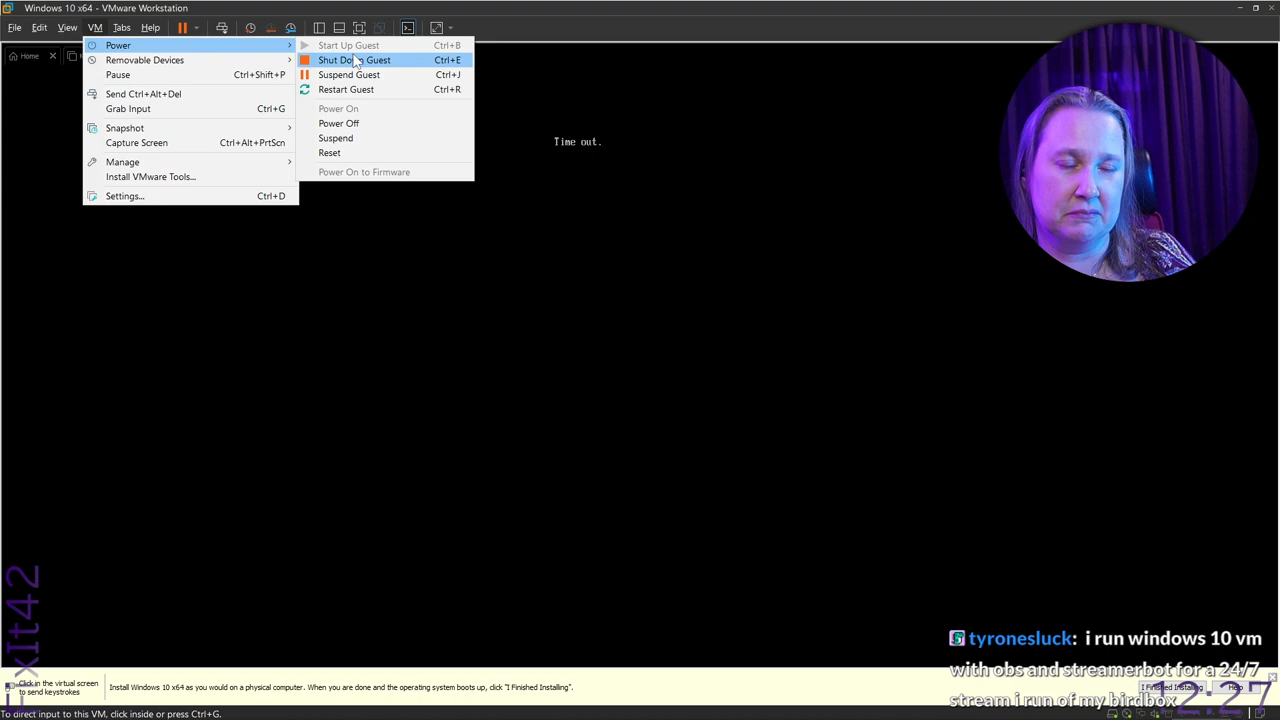 Windows 10 x64 - VMware Workstation
File Edit View VM Tabs Help
Home
Power
Removable Devices
Pause Ctrl+Shift+P
Send Ctrl+Alt+Del
Grab Input Ctrl+G
Snapshot
Capture Screen Ctrl+Alt+PrtScn
Manage
Install VMware Tools...
Settings... Ctrl+D
Start Up Guest Ctrl+B
Shut Down Guest Ctrl+E
Suspend Guest Ctrl+J
Restart Guest Ctrl+R
Power On
Power Off
Suspend
Reset
Power On to Firmware
Time out.
ExIt42
tyronesluck: i run windows 10 vm
with obs and streamerbot for a 24/7
stream i run of my birdbox
Click in the virtual screen
to send keystrokes
Install Windows 10 x64 as you would on a physical computer. When you are done and the operating system boots up, click "I Finished Installing".
I Finished Installing
Help
12:27
To direct input to this VM, click inside or press Ctrl+G.